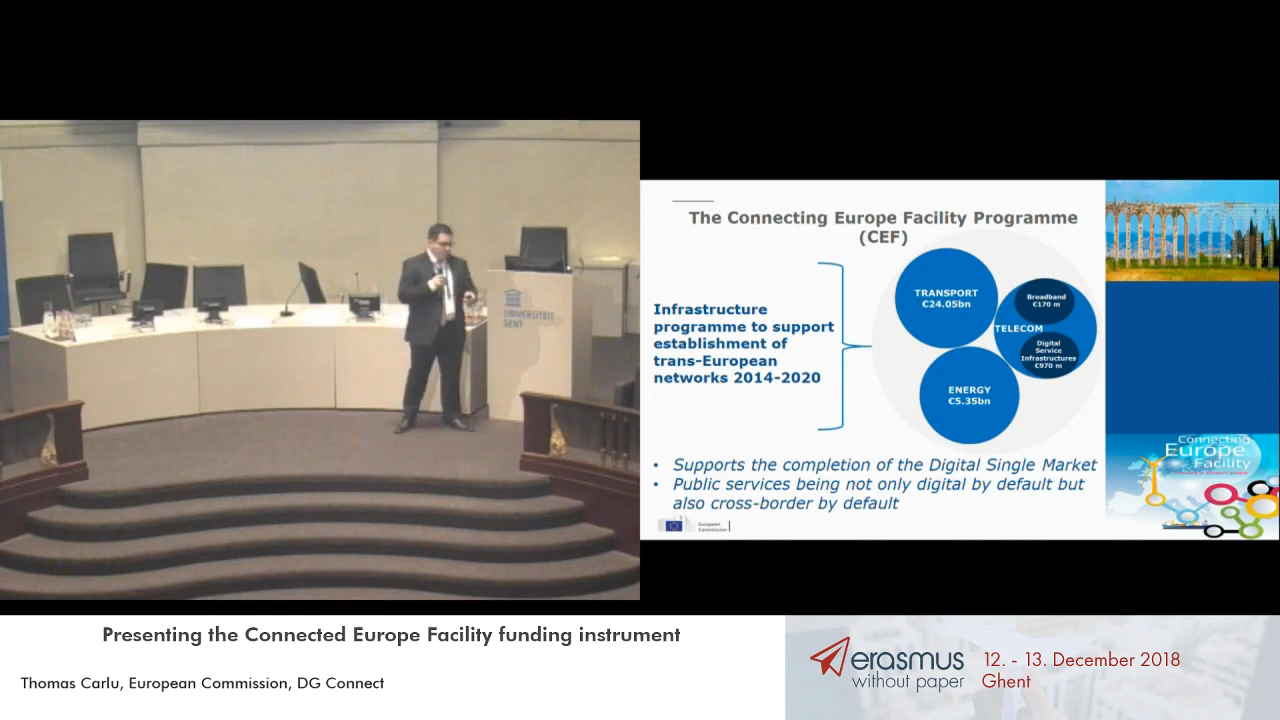 UNIVERSITEIT
GENT
The Connecting Europe Facility Programme
(CEF)
Infrastructure
programme to support
establishment of
trans-European
networks 2014-2020
TRANSPORT
€24.05bn
Broadband
€170 m
TELECOM
Digital
Service
Infrastructures
€970 m
ENERGY
€5.35bn
• Supports the completion of the Digital Single Market
• Public services being not only digital by default but
also cross-border by default
European
Commission
Connecting
Europe
Facility
Presenting the Connected Europe Facility funding instrument
Thomas Carlu, European Commission, DG Connect
erasmus
without paper
12. - 13. December 2018
Ghent